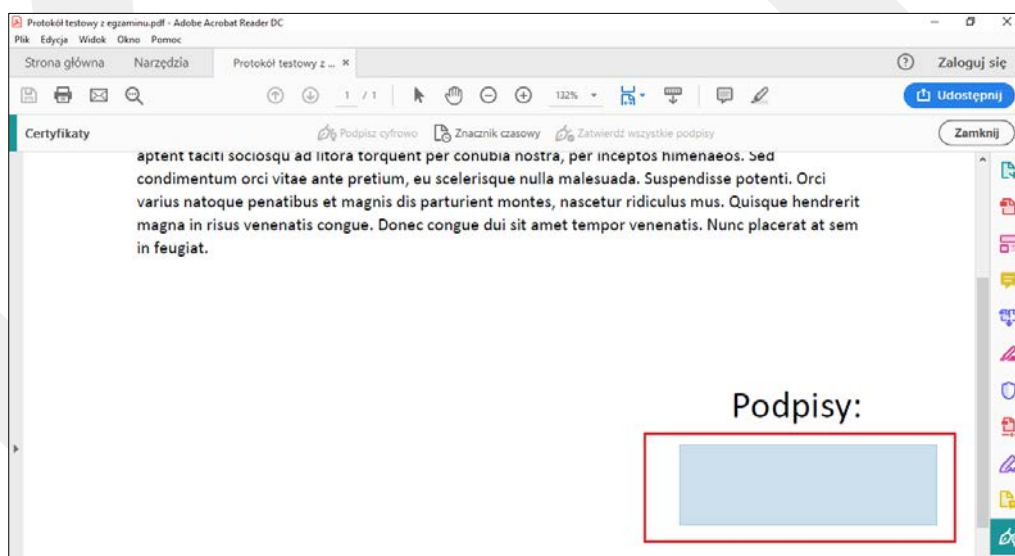 Protokół testowy z egzaminu.pdf - Adobe Acrobat Reader DC
Plik Edycja Widok Okno Pomoc
Strona główna Narzędzia Protokół testowy z ... × Zaloguj się
1 / 1 132% Udostępnij
Certyfikaty Podpisz cyfrowo Znacznik czasowy Zatwierdź wszystkie podpisy Zamknij
aptent taciti sociosqu ad litora torquent per conubia nostra, per inceptos himenaeos. Sed
condimentum orci vitae ante pretium, eu scelerisque nulla malesuada. Suspendisse potenti. Orci
varius natoque penatibus et magnis dis parturient montes, nascetur ridiculus mus. Quisque hendrerit
magna in risus venenatis congue. Donec congue dui sit amet tempor venenatis. Nunc placerat at sem
in feugiat.
Podpisy: